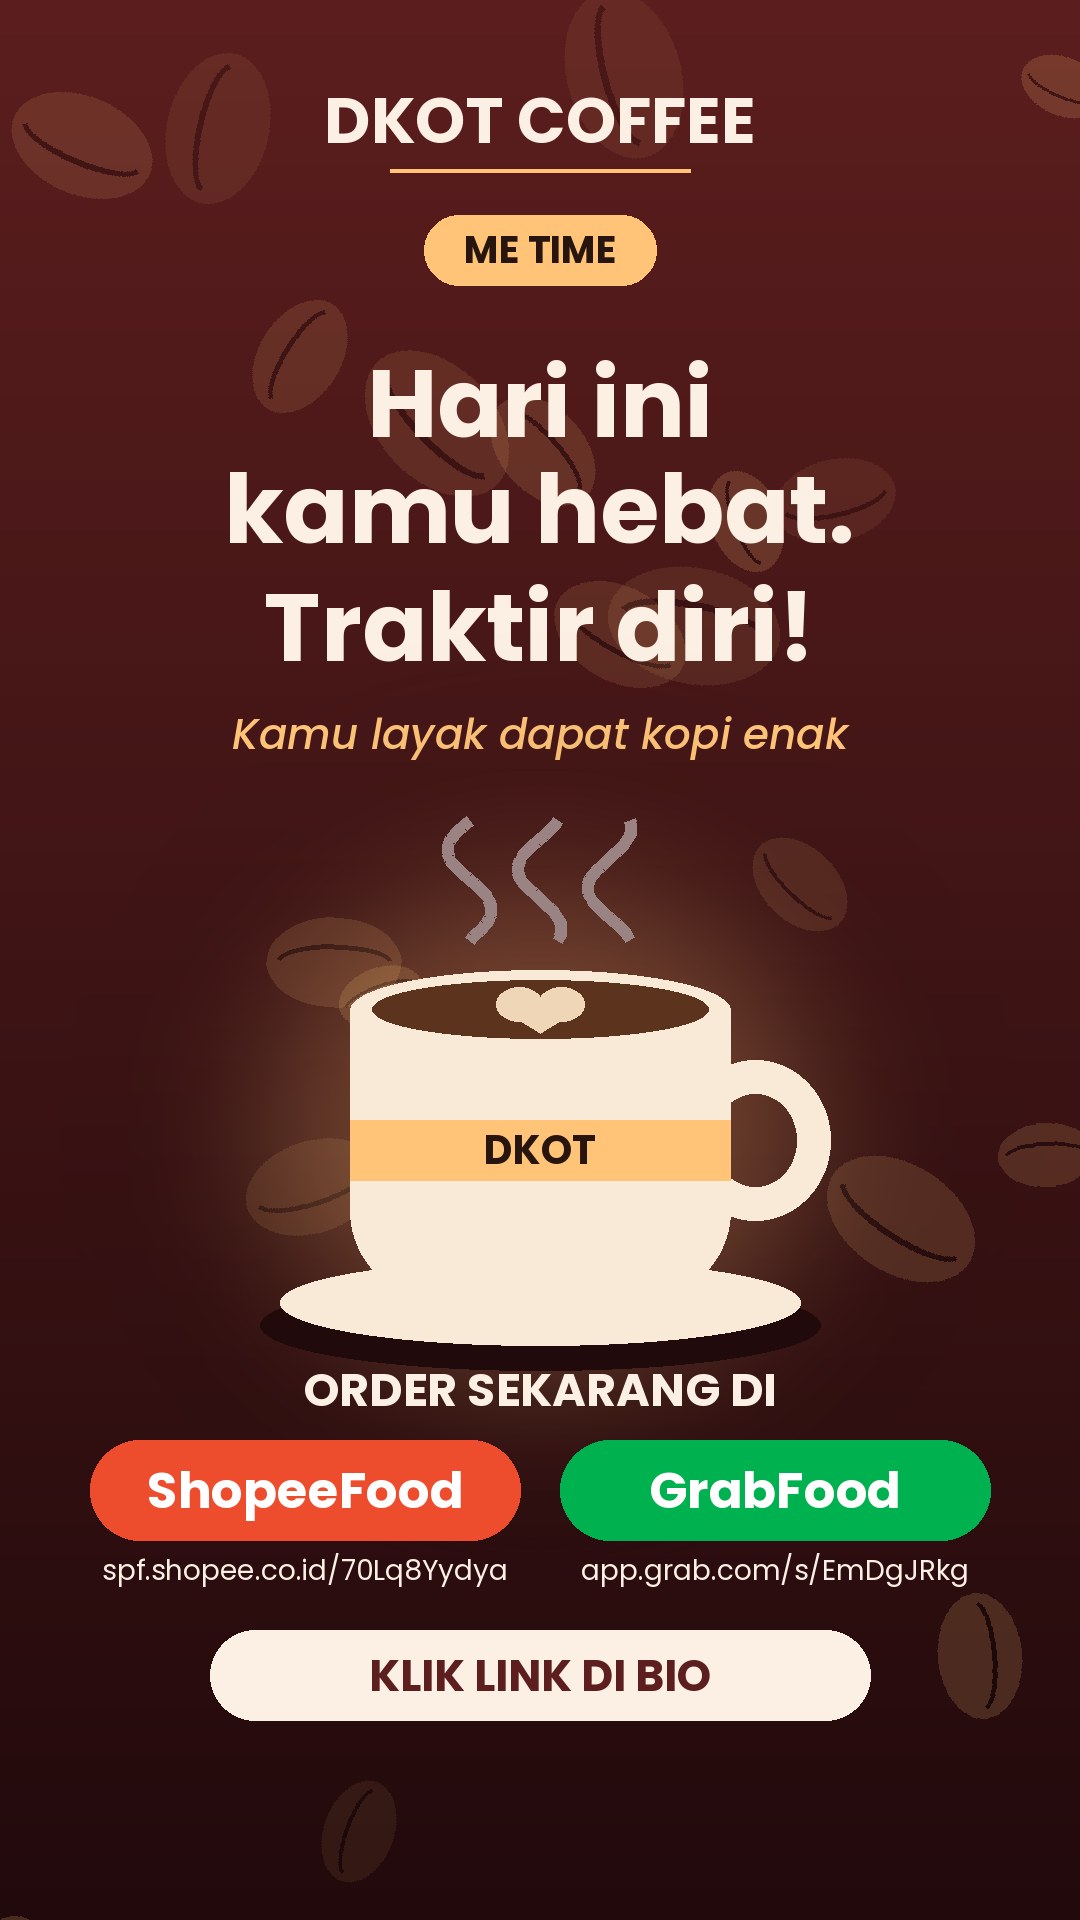 DKOT COFFEE
ME TIME
Hari ini
kamu hebat.
Traktir diri!
Kamu layak dapat kopi enak
DKOT
ORDER SEKARANG DI
ShopeeFood
GrabFood
spf.shopee.co.id/70Lq8Yydya
app.grab.com/s/EmDgJRkg
KLIK LINK DI BIO